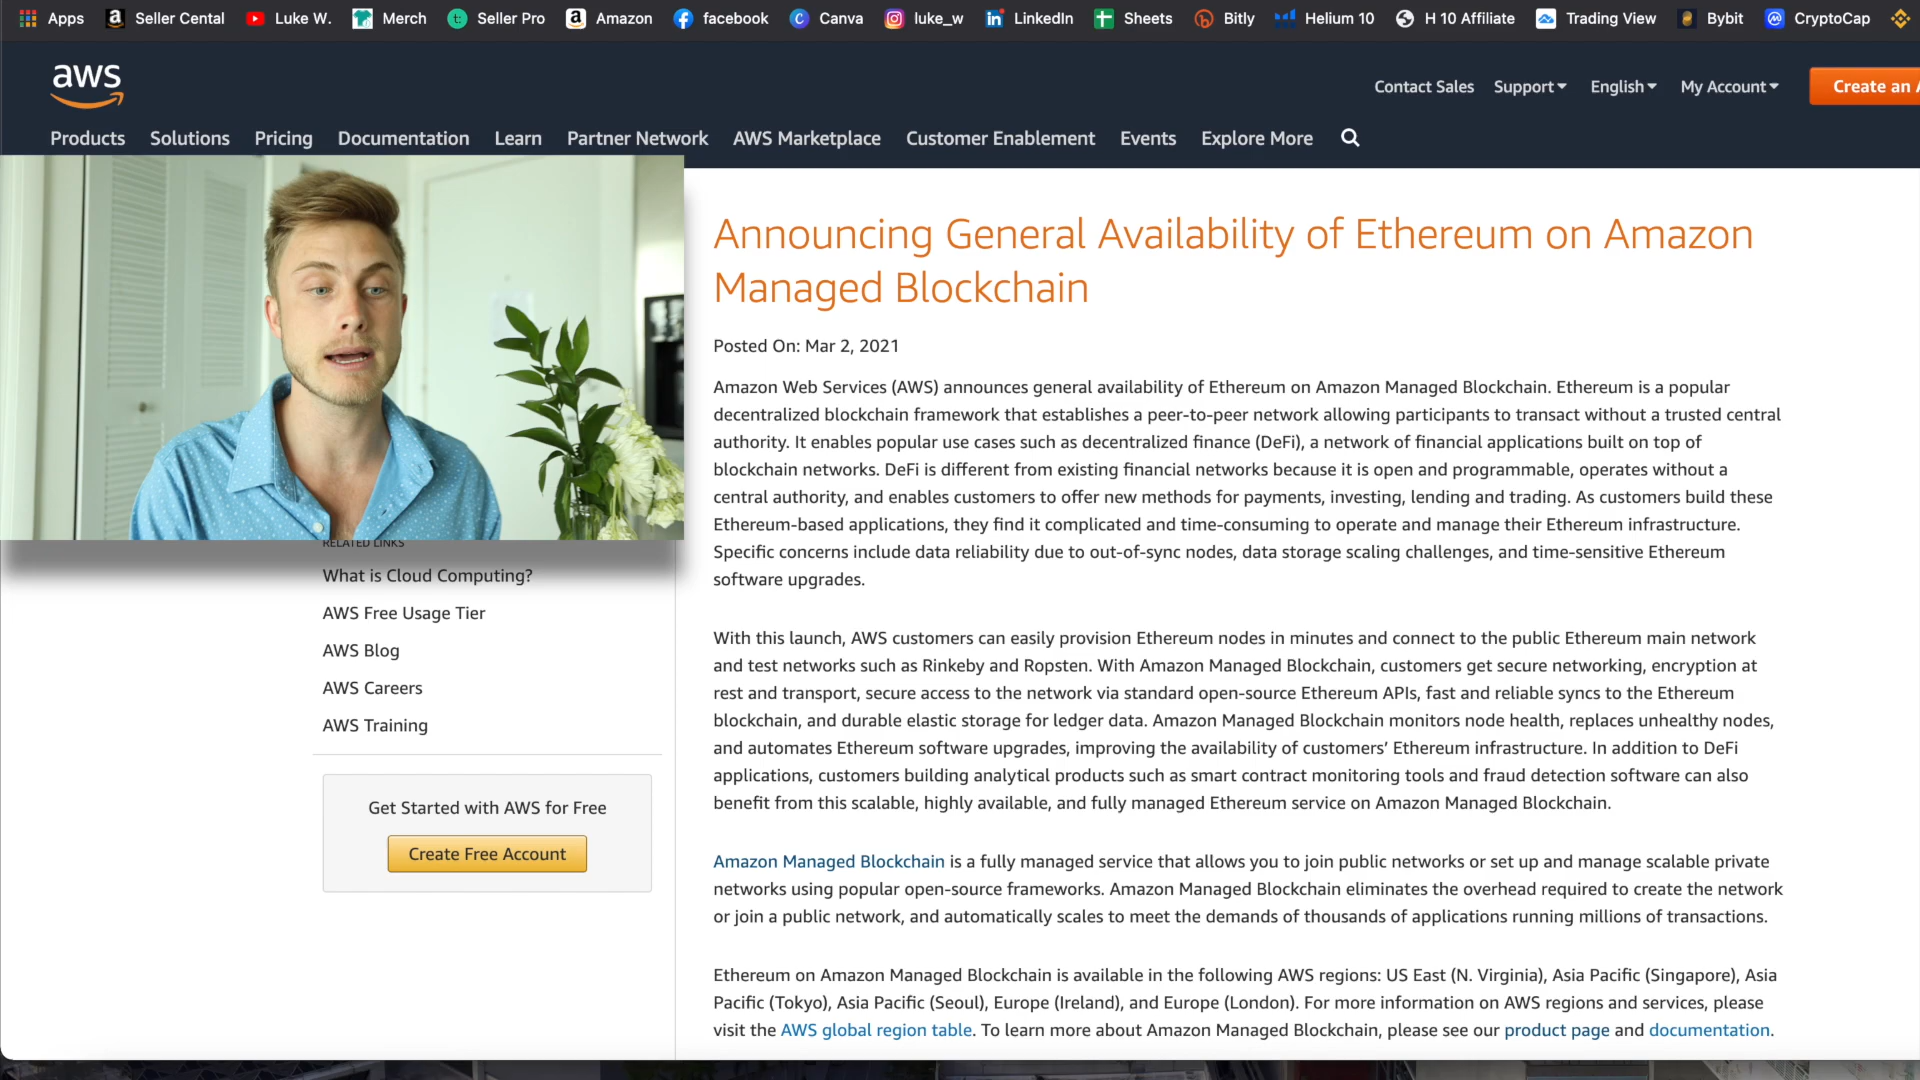 Apps
Seller Cental
Luke W.
Merch
Seller Pro
Amazon
facebook
Canva
luke_w
LinkedIn
Sheets
Bitly
Helium 10
H 10 Affiliate
Trading View
Bybit
CryptoCap
aws
Contact Sales
Support
English
My Account
Create an A
Products
Solutions
Pricing
Documentation
Learn
Partner Network
AWS Marketplace
Customer Enablement
Events
Explore More
Announcing General Availability of Ethereum on Amazon
Managed Blockchain
Posted On: Mar 2, 2021
Amazon Web Services (AWS) announces general availability of Ethereum on Amazon Managed Blockchain. Ethereum is a popular
decentralized blockchain framework that establishes a peer-to-peer network allowing participants to transact without a trusted central
authority. It enables popular use cases such as decentralized finance (DeFi), a network of financial applications built on top of
blockchain networks. DeFi is different from existing financial networks because it is open and programmable, operates without a
central authority, and enables customers to offer new methods for payments, investing, lending and trading. As customers build these
Ethereum-based applications, they find it complicated and time-consuming to operate and manage their Ethereum infrastructure.
Specific concerns include data reliability due to out-of-sync nodes, data storage scaling challenges, and time-sensitive Ethereum
software upgrades.
With this launch, AWS customers can easily provision Ethereum nodes in minutes and connect to the public Ethereum main network
and test networks such as Rinkeby and Ropsten. With Amazon Managed Blockchain, customers get secure networking, encryption at
rest and transport, secure access to the network via standard open-source Ethereum APIs, fast and reliable syncs to the Ethereum
blockchain, and durable elastic storage for ledger data. Amazon Managed Blockchain monitors node health, replaces unhealthy nodes,
and automates Ethereum software upgrades, improving the availability of customers’ Ethereum infrastructure. In addition to DeFi
applications, customers building analytical products such as smart contract monitoring tools and fraud detection software can also
benefit from this scalable, highly available, and fully managed Ethereum service on Amazon Managed Blockchain.
Amazon Managed Blockchain is a fully managed service that allows you to join public networks or set up and manage scalable private
networks using popular open-source frameworks. Amazon Managed Blockchain eliminates the overhead required to create the network
or join a public network, and automatically scales to meet the demands of thousands of applications running millions of transactions.
Ethereum on Amazon Managed Blockchain is available in the following AWS regions: US East (N. Virginia), Asia Pacific (Singapore), Asia
Pacific (Tokyo), Asia Pacific (Seoul), Europe (Ireland), and Europe (London). For more information on AWS regions and services, please
visit the AWS global region table. To learn more about Amazon Managed Blockchain, please see our product page and documentation.
RELATED LINKS
What is Cloud Computing?
AWS Free Usage Tier
AWS Blog
AWS Careers
AWS Training
Get Started with AWS for Free
Create Free Account